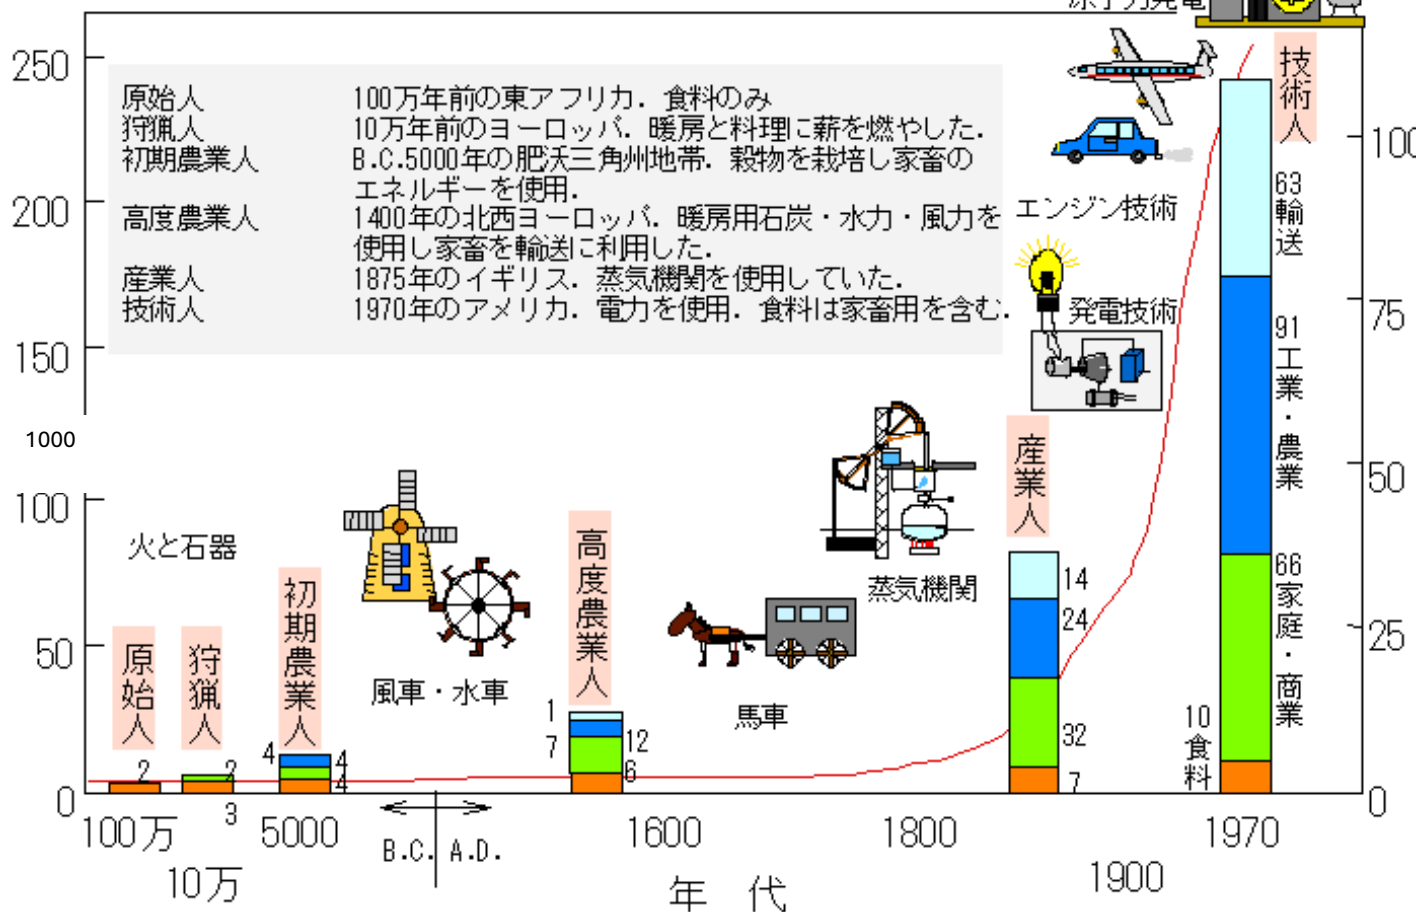 原子力発電
250
200
150
1000
100
50
0
原始人 100万年前の東アフリカ．食料のみ
狩猟人 10万年前のヨーロッパ．暖房と料理に薪を燃やした．
初期農業人 B.C.5000年の肥沃三角州地帯．穀物を栽培し家畜の
エネルギーを使用．
高度農業人 1400年の北西ヨーロッパ．暖房用石炭・水力・風力を
使用し家畜を輸送に利用した．
産業人 1875年のイギリス．蒸気機関を使用していた．
技術人 1970年のアメリカ．電力を使用．食料は家畜用を含む．
エンジン技術
発電技術
蒸気機関
馬車
風車・水車
火と石器
原始人
2
狩猟人
2
3
初期農業人
4
4
4
高度農業人
1
7
12
6
産業人
14
24
32
7
技術人
63輸送
91工業・農業
66家庭・商業
10食料
100
75
50
25
0
100万
10万
5000
B.C.
A.D.
1600
1800
1900
1970
年代